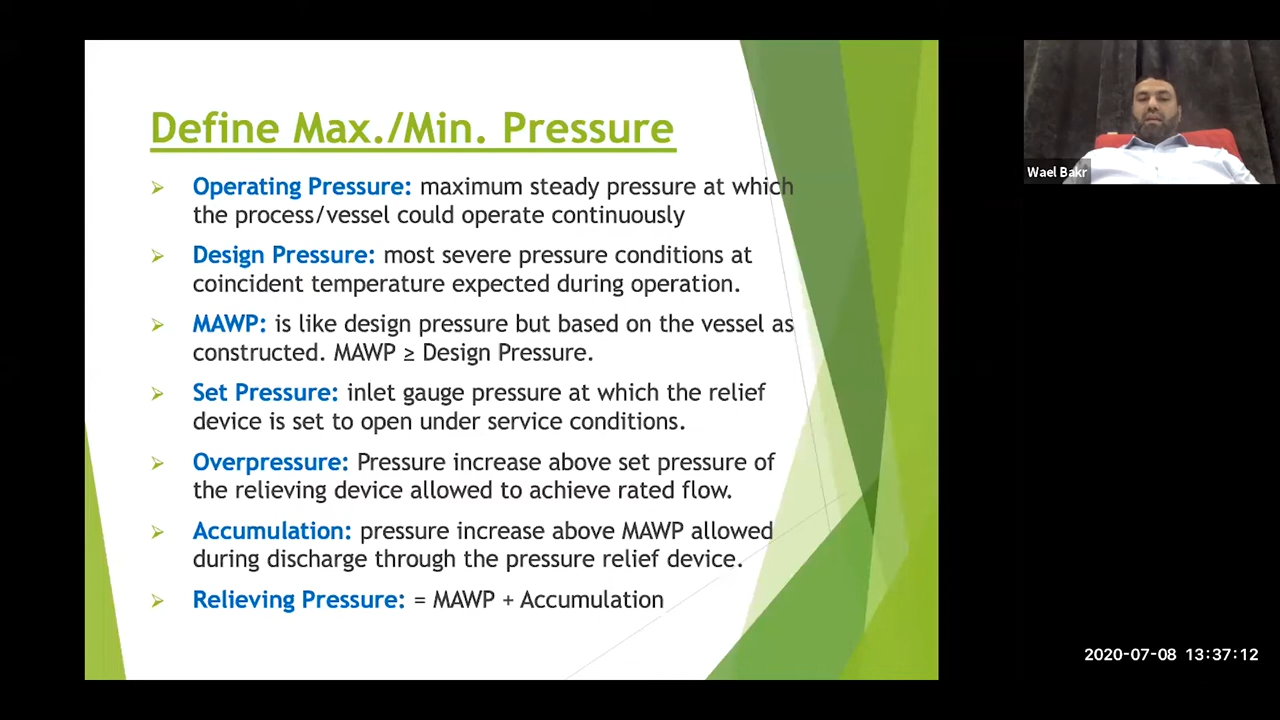 Define Max./Min. Pressure
Operating Pressure: maximum steady pressure at which
the process/vessel could operate continuously
Design Pressure: most severe pressure conditions at
coincident temperature expected during operation.
MAWP: is like design pressure but based on the vessel as
constructed. MAWP ≥ Design Pressure.
Set Pressure: inlet gauge pressure at which the relief
device is set to open under service conditions.
Overpressure: Pressure increase above set pressure of
the relieving device allowed to achieve rated flow.
Accumulation: pressure increase above MAWP allowed
during discharge through the pressure relief device.
Relieving Pressure: = MAWP + Accumulation
Wael Bakr
2020-07-08 13:37:12